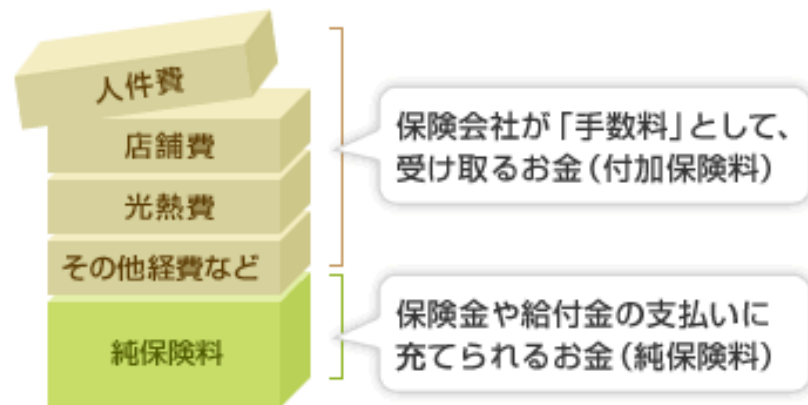 人件費
店舗費
光熱費
その他経費など
純保険料
保険会社が「手数料」として、
受け取るお金(付加保険料)
保険金や給付金の支払いに
充てられるお金(純保険料)